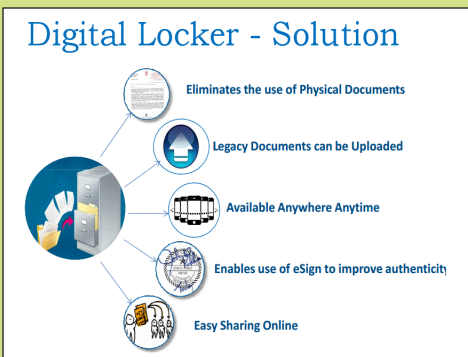 Digital Locker - Solution
Eliminates the use of Physical Documents
Legacy Documents can be Uploaded
Available Anywhere Anytime
Enables use of eSign to improve authenticity
Easy Sharing Online